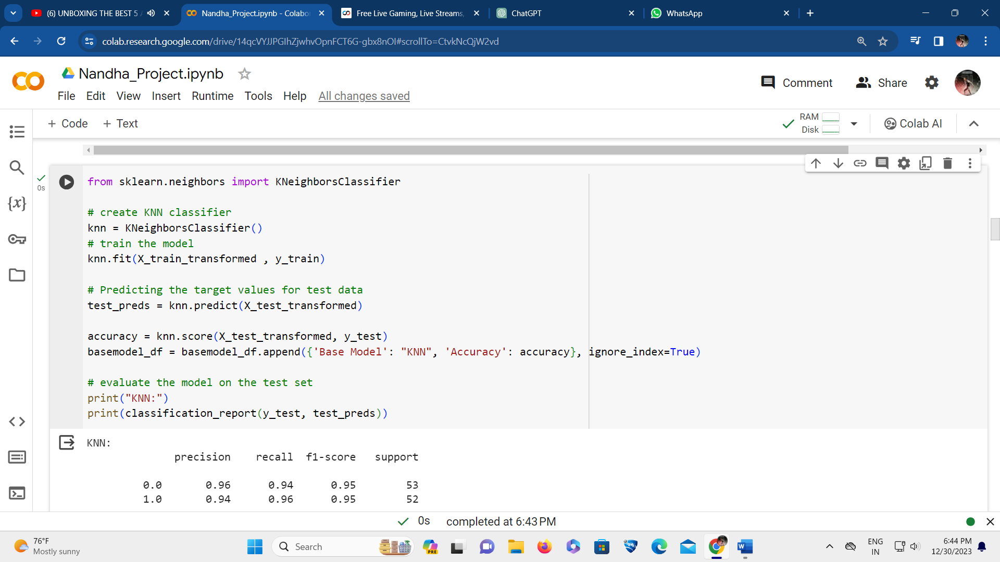 (6) UNBOXING THE BEST 5
Nandha_Project.ipynb - Colabo
Free Live Gaming, Live Streams,
ChatGPT
WhatsApp
colab.research.google.com/drive/14qcVYJJPGIhZjwhvOpnFCT6G-gbx8nOI#scrollTo=CtvkNcQjW2vd
Nandha_Project.ipynb
Comment
Share
File Edit View Insert Runtime Tools Help All changes saved
+ Code + Text
RAM
Disk
Colab AI
0s
{x}
from sklearn.neighbors import KNeighborsClassifier
# create KNN classifier
knn = KNeighborsClassifier()
# train the model
knn.fit(X_train_transformed , y_train)
# Predicting the target values for test data
test_preds = knn.predict(X_test_transformed)
accuracy = knn.score(X_test_transformed, y_test)
basemodel_df = basemodel_df.append({'Base Model': "KNN", 'Accuracy': accuracy}, ignore_index=True)
# evaluate the model on the test set
print("KNN:")
print(classification_report(y_test, test_preds))
KNN:
precision recall f1-score support
0.0 0.96 0.94 0.95 53
1.0 0.94 0.96 0.95 52
0s completed at 6:43 PM
76°F
Mostly sunny
Search
PRE
ENG
IN
6:44 PM
12/30/2023